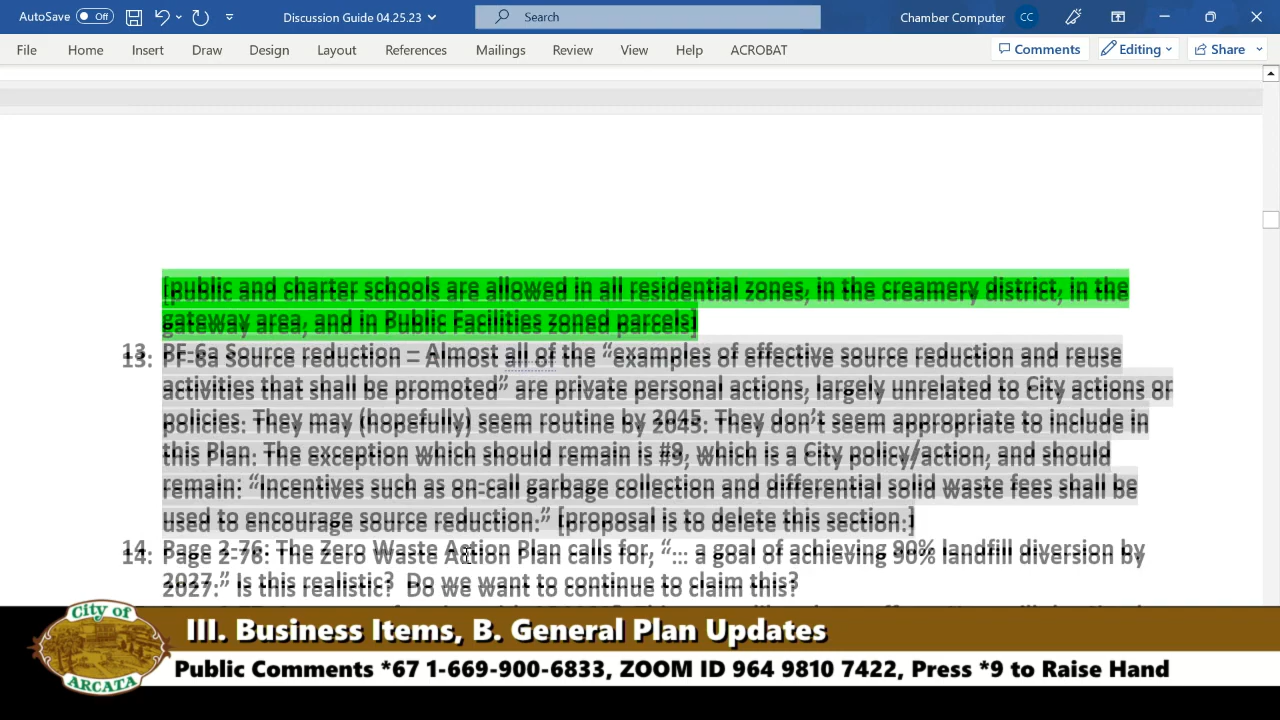 AutoSave Off Discussion Guide 04.25.23 Search Chamber Computer CC
File Home Insert Draw Design Layout References Mailings Review View Help ACROBAT Comments Editing Share
[public and charter schools are allowed in all residential zones, in the creamery district, in the
gateway area, and in Public Facilities zoned parcels]
13. PF-6a Source reduction – Almost all of the “examples of effective source reduction and reuse
activities that shall be promoted” are private personal actions, largely unrelated to City actions or
policies. They may (hopefully) seem routine by 2045. They don’t seem appropriate to include in
this Plan. The exception which should remain is #9, which is a City policy/action, and should
remain: “Incentives such as on-call garbage collection and differential solid waste fees shall be
used to encourage source reduction.” [proposal is to delete this section.]
14. Page 2-76: The Zero Waste Action Plan calls for, “... a goal of achieving 90% landfill diversion by
2027.” Is this realistic? Do we want to continue to claim this?
City of
ARCATA
III. Business Items, B. General Plan Updates
Public Comments *67 1-669-900-6833, ZOOM ID 964 9810 7422, Press *9 to Raise Hand